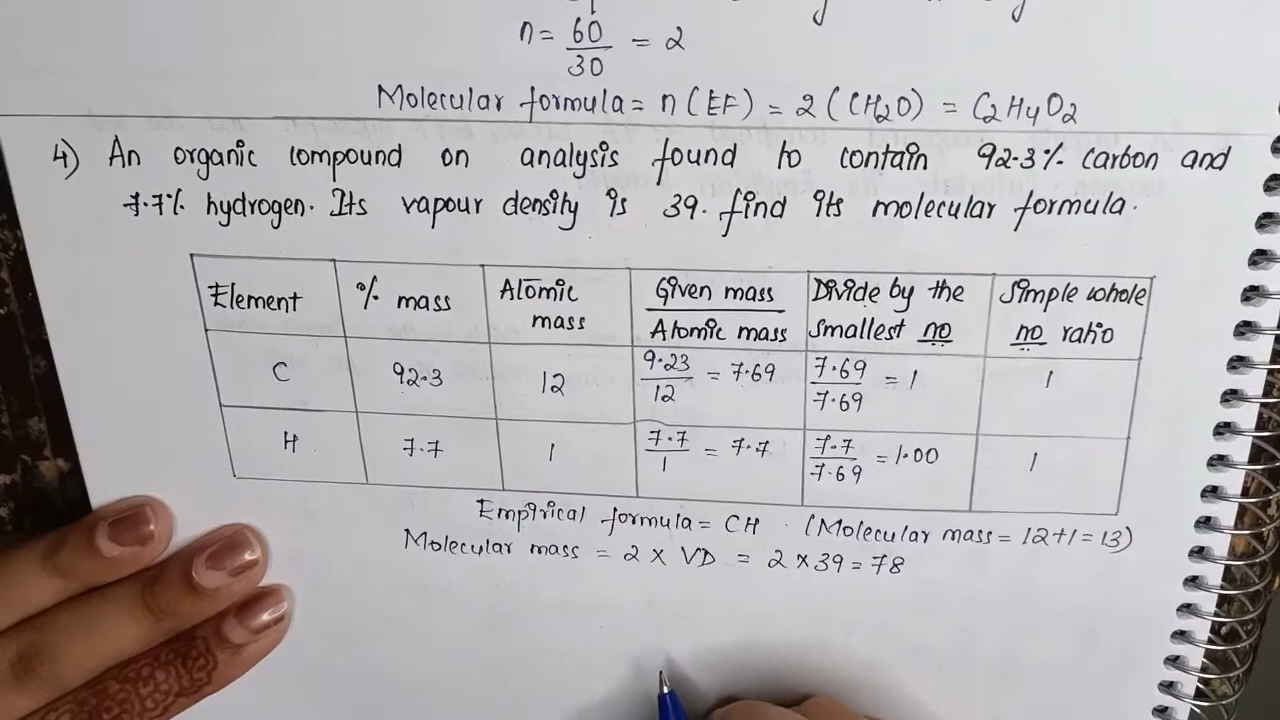 n = 60/30 = 2
Molecular formula = n (EF) = 2 (CH2O) = C2H4O2
4) An organic compound on analysis found to contain 92.3% carbon and
7.7% hydrogen. Its vapour density is 39. find its molecular formula.
Element | % mass | Atomic mass | Given mass / Atomic mass | Divide by the smallest no | Simple whole no ratio
C | 92.3 | 12 | 9.23/12 = 7.69 | 7.69/7.69 = 1 | 1
H | 7.7 | 1 | 7.7/1 = 7.7 | 7.7/7.69 = 1.00 | 1
Empirical formula = CH. (Molecular mass = 12+1 = 13)
Molecular mass = 2 × VD = 2 × 39 = 78